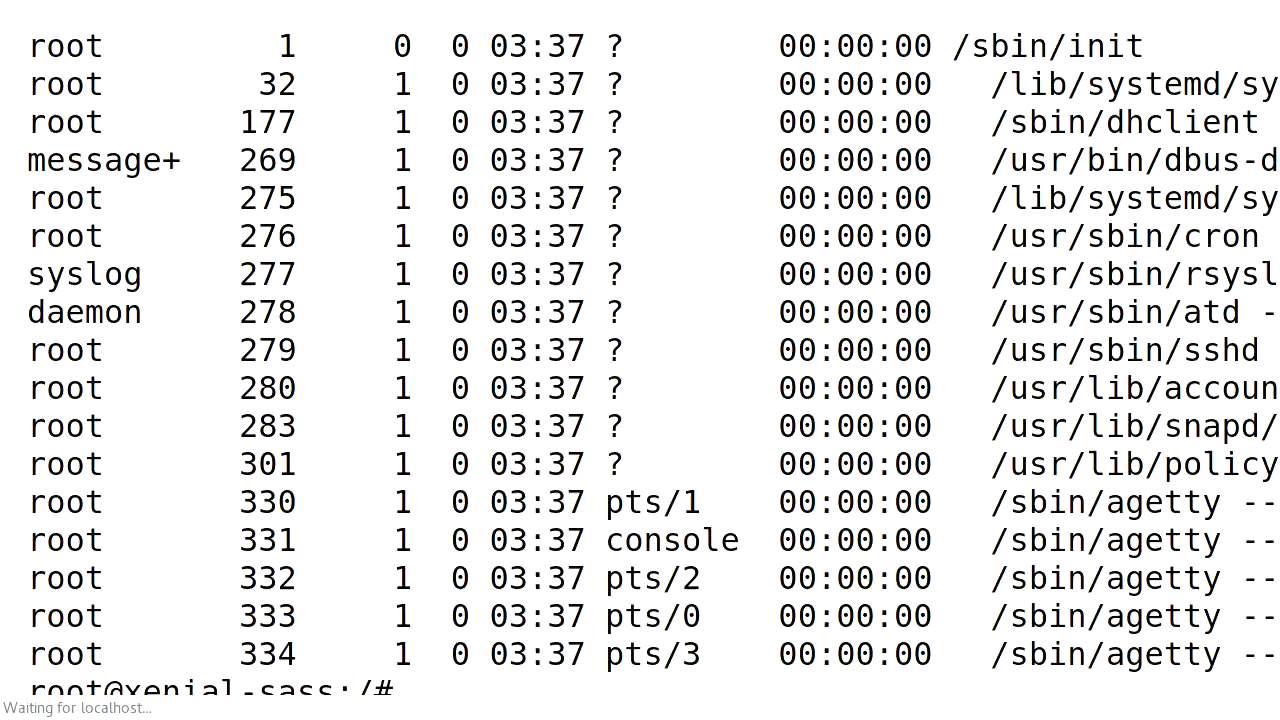 root 1 0 0 03:37 ? 00:00:00 /sbin/init
root 32 1 0 03:37 ? 00:00:00 /lib/systemd/sy
root 177 1 0 03:37 ? 00:00:00 /sbin/dhclient
message+ 269 1 0 03:37 ? 00:00:00 /usr/bin/dbus-d
root 275 1 0 03:37 ? 00:00:00 /lib/systemd/sy
root 276 1 0 03:37 ? 00:00:00 /usr/sbin/cron
syslog 277 1 0 03:37 ? 00:00:00 /usr/sbin/rsysl
daemon 278 1 0 03:37 ? 00:00:00 /usr/sbin/atd -
root 279 1 0 03:37 ? 00:00:00 /usr/sbin/sshd
root 280 1 0 03:37 ? 00:00:00 /usr/lib/accoun
root 283 1 0 03:37 ? 00:00:00 /usr/lib/snapd/
root 301 1 0 03:37 ? 00:00:00 /usr/lib/policy
root 330 1 0 03:37 pts/1 00:00:00 /sbin/agetty --
root 331 1 0 03:37 console 00:00:00 /sbin/agetty --
root 332 1 0 03:37 pts/2 00:00:00 /sbin/agetty --
root 333 1 0 03:37 pts/0 00:00:00 /sbin/agetty --
root 334 1 0 03:37 pts/3 00:00:00 /sbin/agetty --
root@xenial-sass:/#
Waiting for localhost...